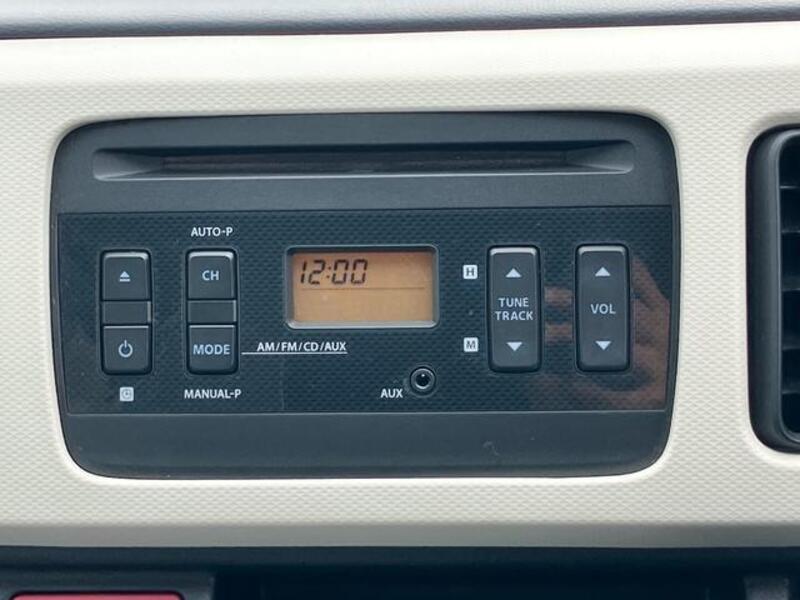 AUTO-P
CH
12:00
H
TUNE
TRACK
VOL
MODE
AM/FM/CD/AUX
M
MANUAL-P
AUX